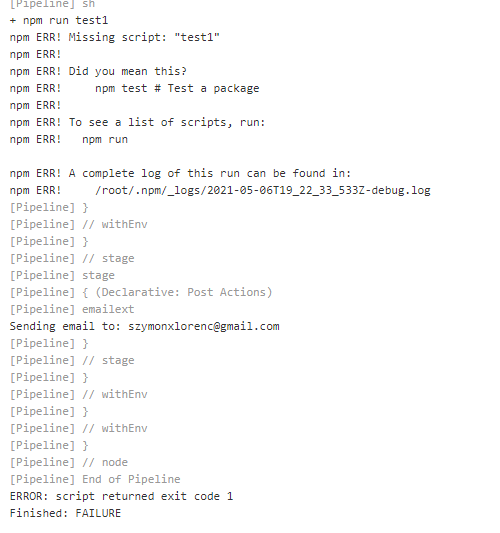 [Pipeline] sh
+ npm run test1
npm ERR! Missing script: "test1"
npm ERR!
npm ERR! Did you mean this?
npm ERR!     npm test # Test a package
npm ERR!
npm ERR! To see a list of scripts, run:
npm ERR!   npm run

npm ERR! A complete log of this run can be found in:
npm ERR!     /root/.npm/_logs/2021-05-06T19_22_33_533Z-debug.log
[Pipeline] }
[Pipeline] // withEnv
[Pipeline] }
[Pipeline] // stage
[Pipeline] stage
[Pipeline] { (Declarative: Post Actions)
[Pipeline] emailext
Sending email to: szymonxlorenc@gmail.com
[Pipeline] }
[Pipeline] // stage
[Pipeline] }
[Pipeline] // withEnv
[Pipeline] }
[Pipeline] // withEnv
[Pipeline] }
[Pipeline] // node
[Pipeline] End of Pipeline
ERROR: script returned exit code 1
Finished: FAILURE